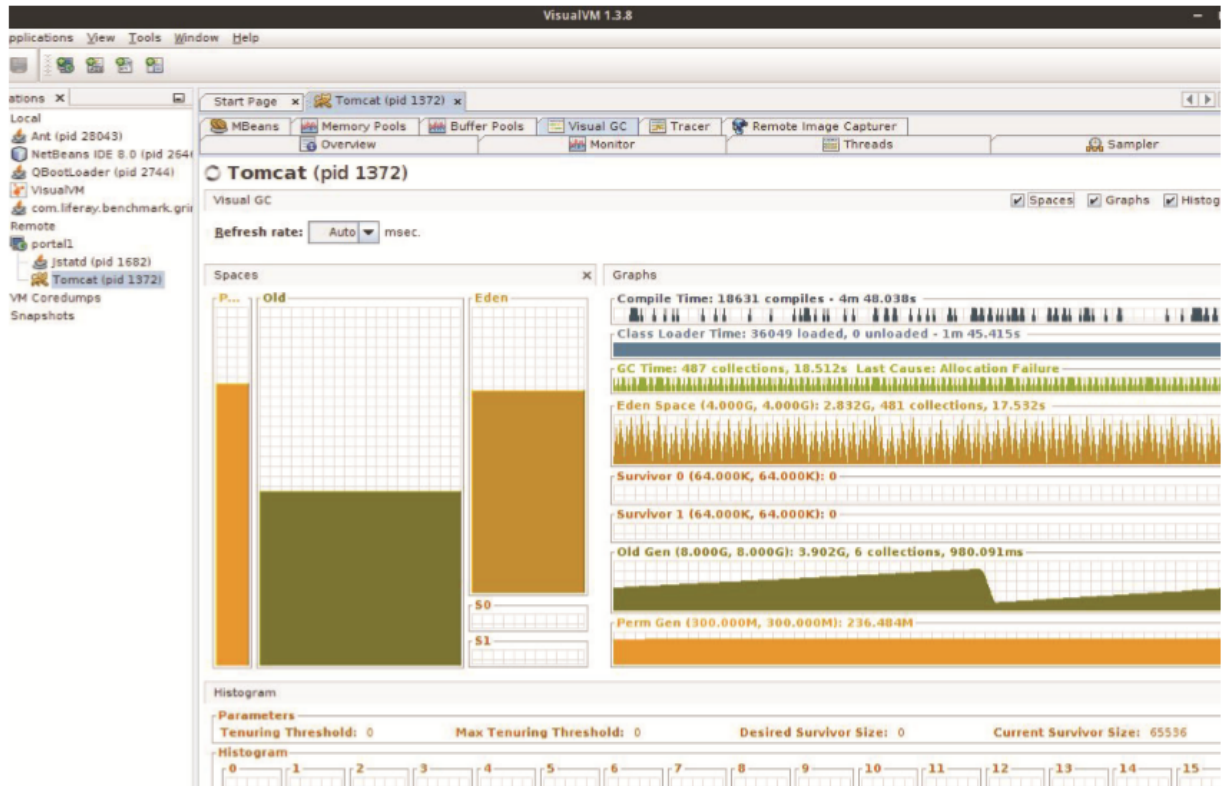 VisualVM 1.3.8
pplications View Tools Window Help
ations
Local
Ant (pid 28043)
NetBeans IDE 8.0 (pid 264
QBootLoader (pid 2744)
VisualVM
com.liferay.benchmark.gri
Remote
portal1
Jstatd (pid 1682)
Tomcat (pid 1372)
VM Coredumps
Snapshots
Start Page Tomcat (pid 1372)
MBeans Memory Pools Buffer Pools Visual GC Tracer Remote Image Capturer
Overview Monitor Threads Sampler
Tomcat (pid 1372)
Visual GC Spaces Graphs Histog
Refresh rate: Auto msec.
Spaces
P... Old Eden
S0
S1
Graphs
Compile Time: 18631 compiles - 4m 48.038s
Class Loader Time: 36049 loaded, 0 unloaded - 1m 45.415s
GC Time: 487 collections, 18.512s Last Cause: Allocation Failure
Eden Space (4.000G, 4.000G): 2.832G, 481 collections, 17.532s
Survivor 0 (64.000K, 64.000K): 0
Survivor 1 (64.000K, 64.000K): 0
Old Gen (8.000G, 8.000G): 3.902G, 6 collections, 980.091ms
Perm Gen (300.000M, 300.000M): 236.484M
Histogram
Parameters
Tenuring Threshold: 0 Max Tenuring Threshold: 0 Desired Survivor Size: 0 Current Survivor Size: 65536
Histogram
0 1 2 3 4 5 6 7 8 9 10 11 12 13 14 15